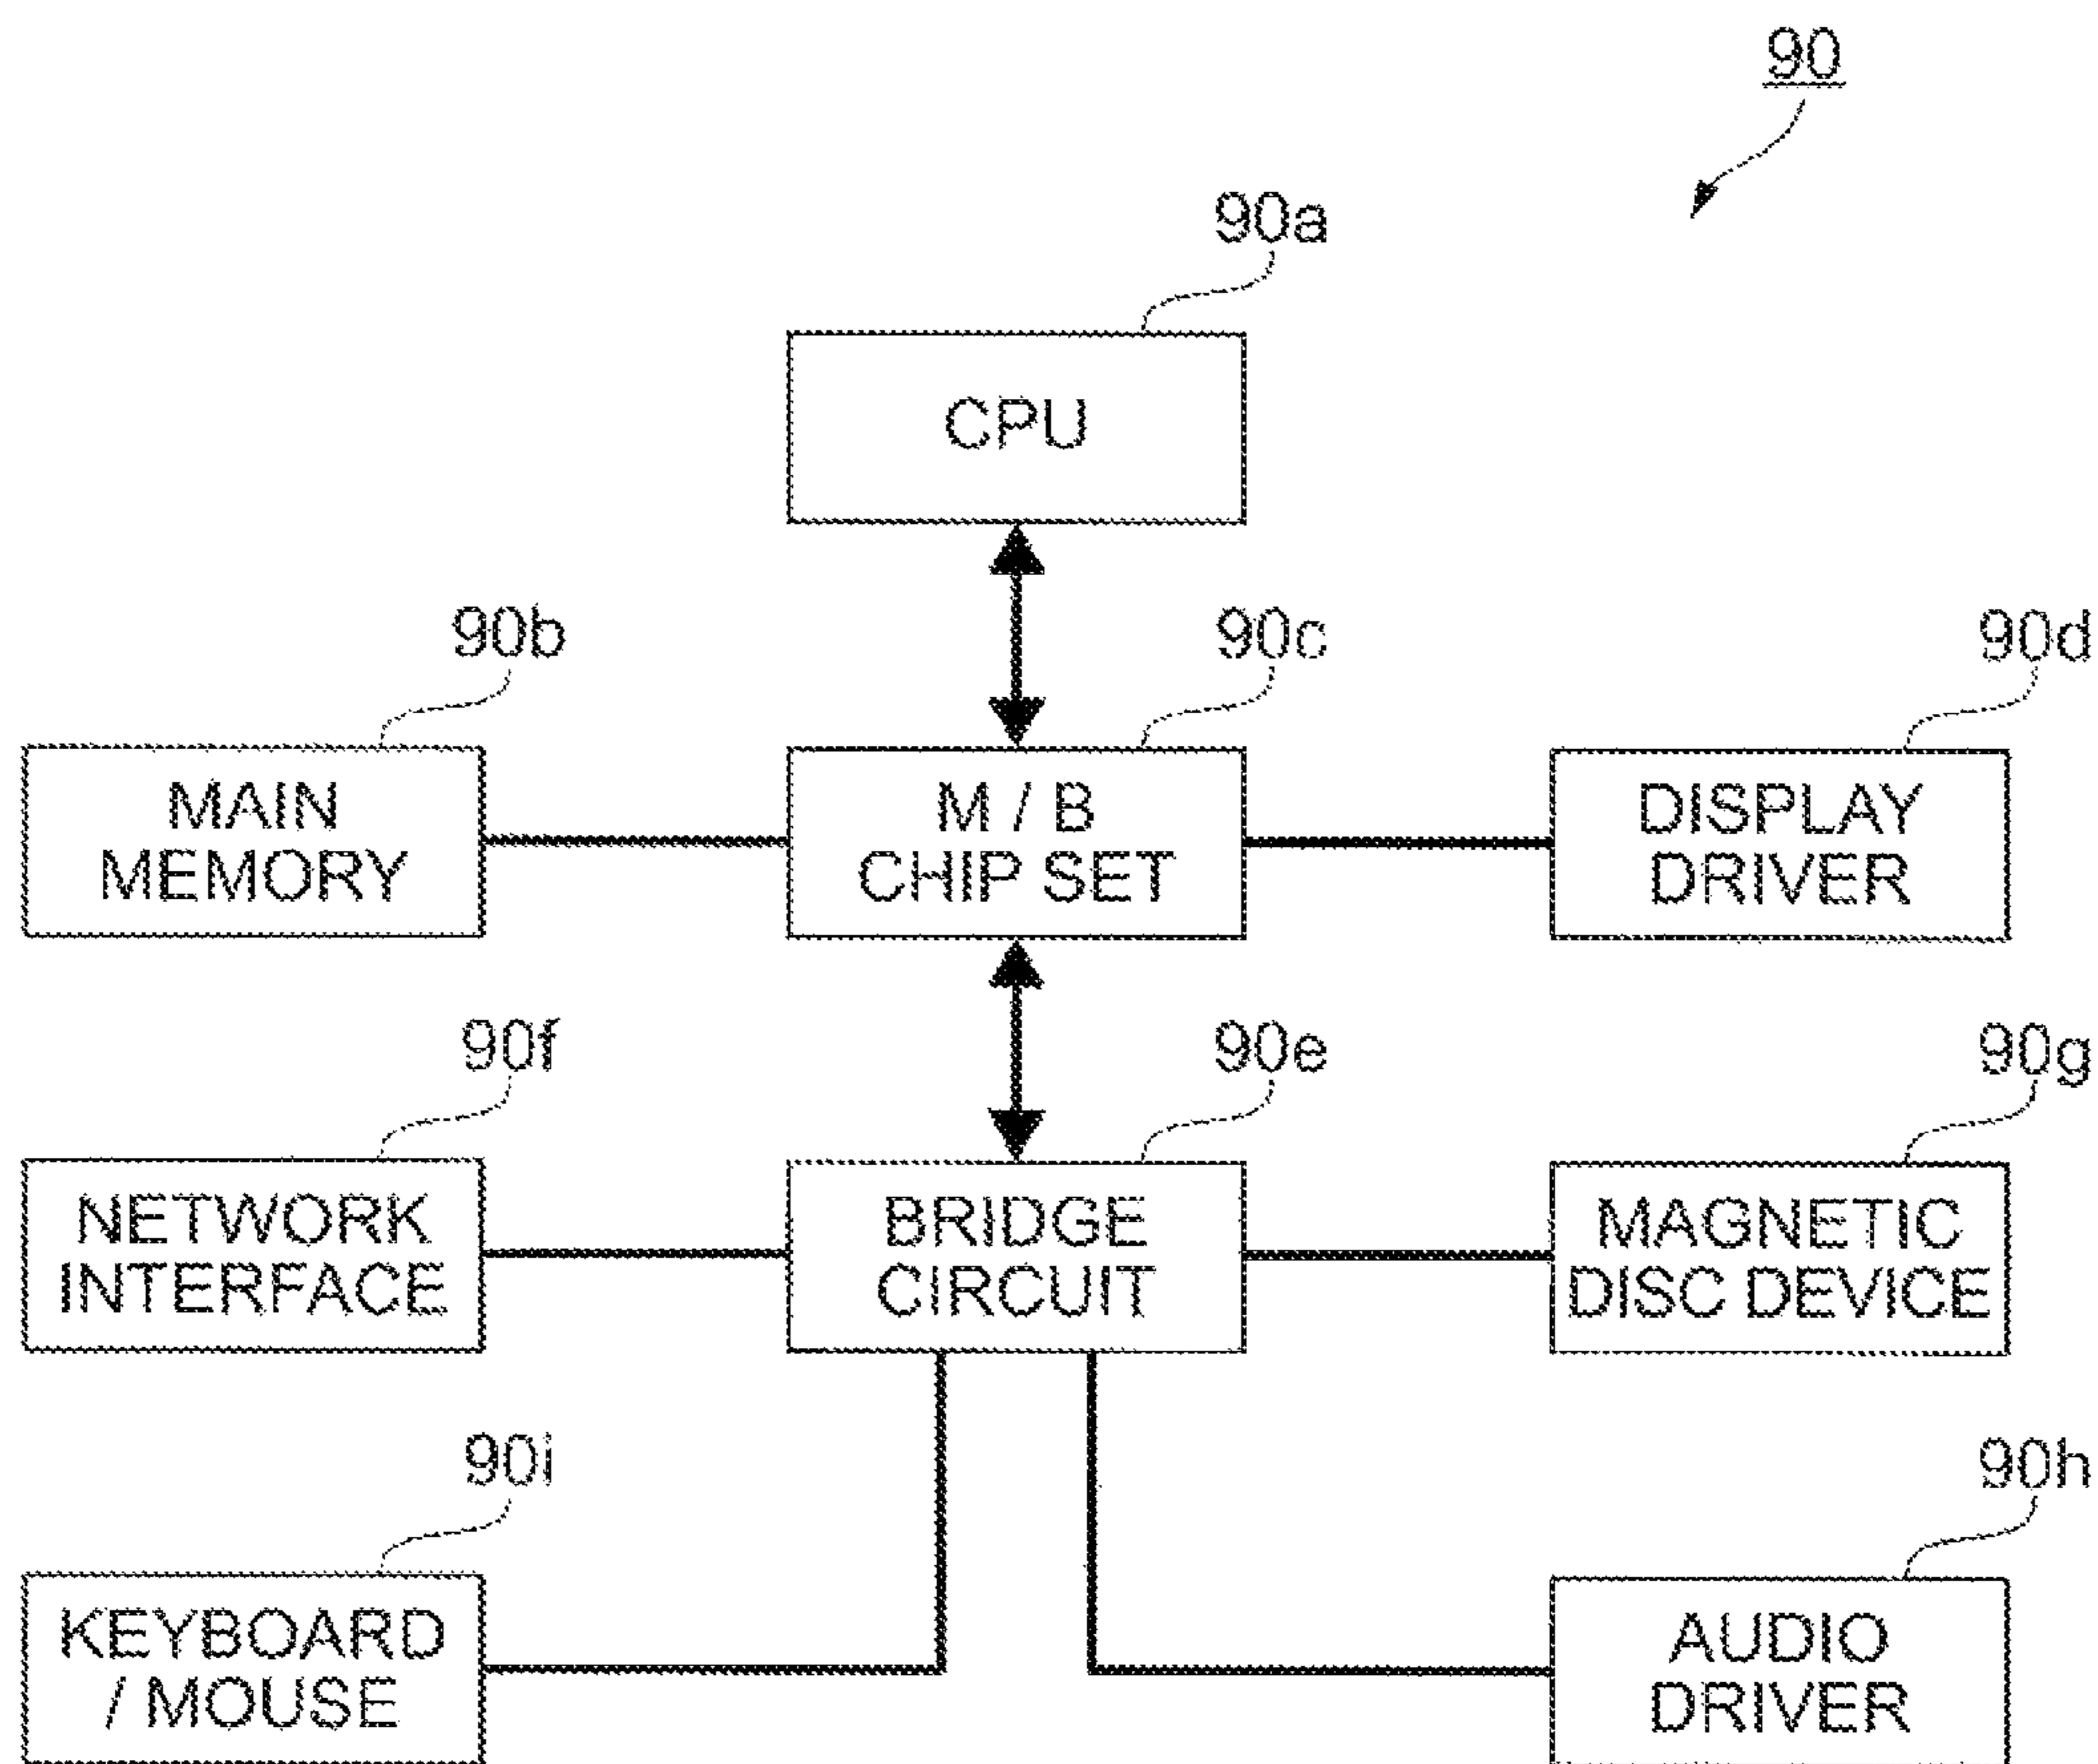 90
90a
CPU
90b
90c
90d
MAIN
MEMORY
M / B
CHIP SET
DISPLAY
DRIVER
90f
90e
90g
NETWORK
INTERFACE
BRIDGE
CIRCUIT
MAGNETIC
DISC DEVICE
90i
90h
KEYBOARD
/ MOUSE
AUDIO
DRIVER